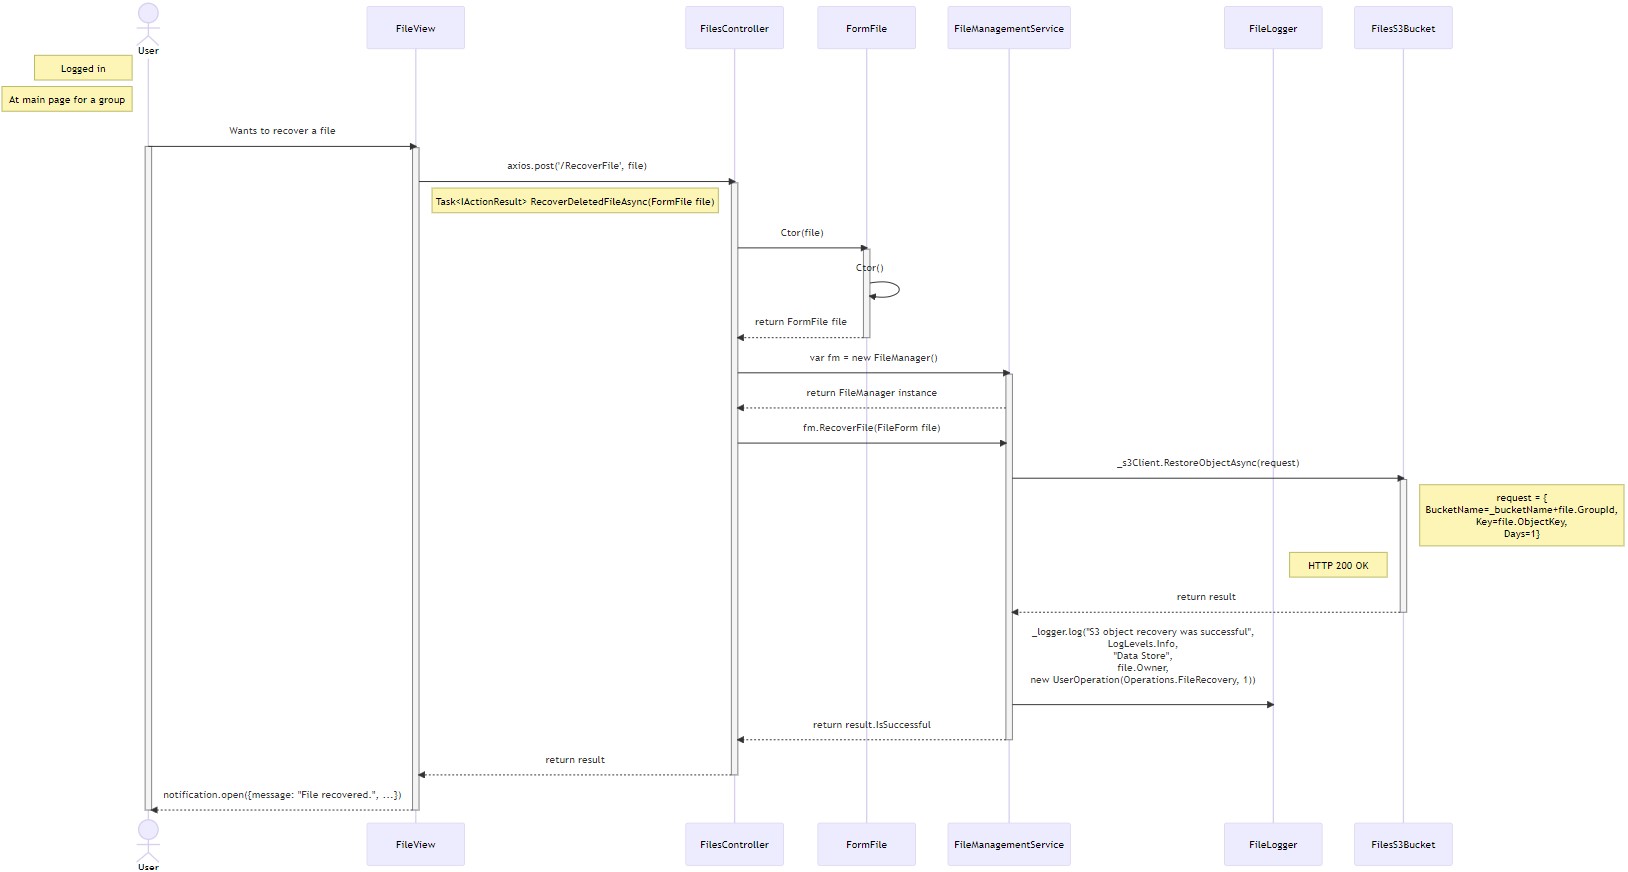 User
FileView
FilesController
FormFile
FileManagementService
FileLogger
FilesS3Bucket
Logged in
At main page for a group
Wants to recover a file
axios.post('/RecoverFile', file)
Task<IActionResult> RecoverDeletedFileAsync(FormFile file)
Ctor(file)
Ctor()
return FormFile file
var fm = new FileManager()
return FileManager instance
fm.RecoverFile(FileForm file)
_s3Client.RestoreObjectAsync(request)
request = {
BucketName=_bucketName+file.GroupId,
Key=file.ObjectKey,
Days=1}
HTTP 200 OK
return result
_logger.log("S3 object recovery was successful",
LogLevels.Info,
"Data Store",
file.Owner,
new UserOperation(Operations.FileRecovery, 1))
return result.IsSuccessful
return result
notification.open({message: "File recovered.", ...})
User
FileView
FilesController
FormFile
FileManagementService
FileLogger
FilesS3Bucket